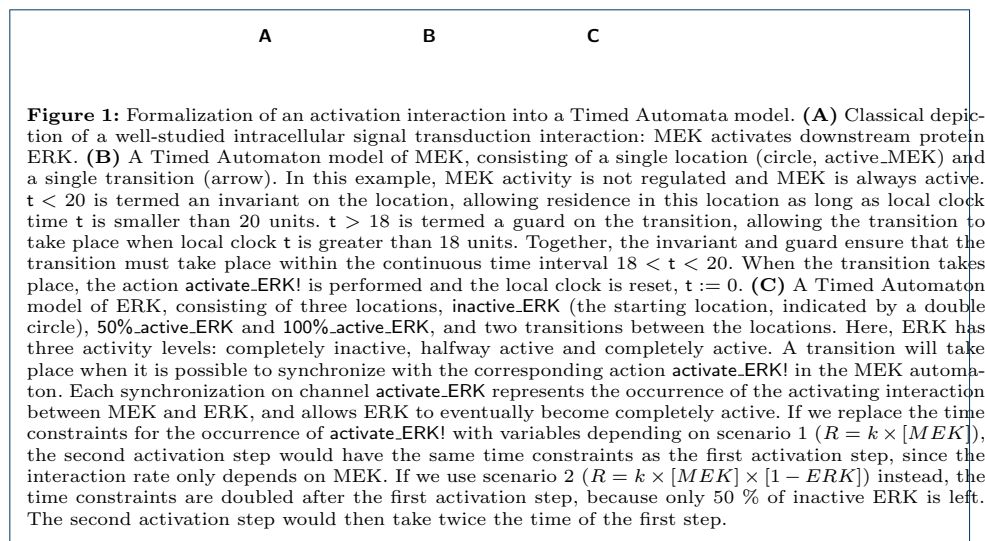 A B C
Figure 1: Formalization of an activation interaction into a Timed Automata model. (A) Classical depic-
tion of a well-studied intracellular signal transduction interaction: MEK activates downstream protein
ERK. (B) A Timed Automaton model of MEK, consisting of a single location (circle, active_MEK) and
a single transition (arrow). In this example, MEK activity is not regulated and MEK is always active.
t < 20 is termed an invariant on the location, allowing residence in this location as long as local clock
time t is smaller than 20 units. t > 18 is termed a guard on the transition, allowing the transition to
take place when local clock t is greater than 18 units. Together, the invariant and guard ensure that the
transition must take place within the continuous time interval 18 < t < 20. When the transition takes
place, the action activate_ERK! is performed and the local clock is reset, t := 0. (C) A Timed Automaton
model of ERK, consisting of three locations, inactive_ERK (the starting location, indicated by a double
circle), 50%_active_ERK and 100%_active_ERK, and two transitions between the locations. Here, ERK has
three activity levels: completely inactive, halfway active and completely active. A transition will take
place when it is possible to synchronize with the corresponding action activate_ERK! in the MEK automa-
ton. Each synchronization on channel activate_ERK represents the occurrence of the activating interaction
between MEK and ERK, and allows ERK to eventually become completely active. If we replace the time
constraints for the occurrence of activate_ERK! with variables depending on scenario 1 (R = k × [MEK]),
the second activation step would have the same time constraints as the first activation step, since the
interaction rate only depends on MEK. If we use scenario 2 (R = k × [MEK] × [1 − ERK]) instead, the
time constraints are doubled after the first activation step, because only 50 % of inactive ERK is left.
The second activation step would then take twice the time of the first step.